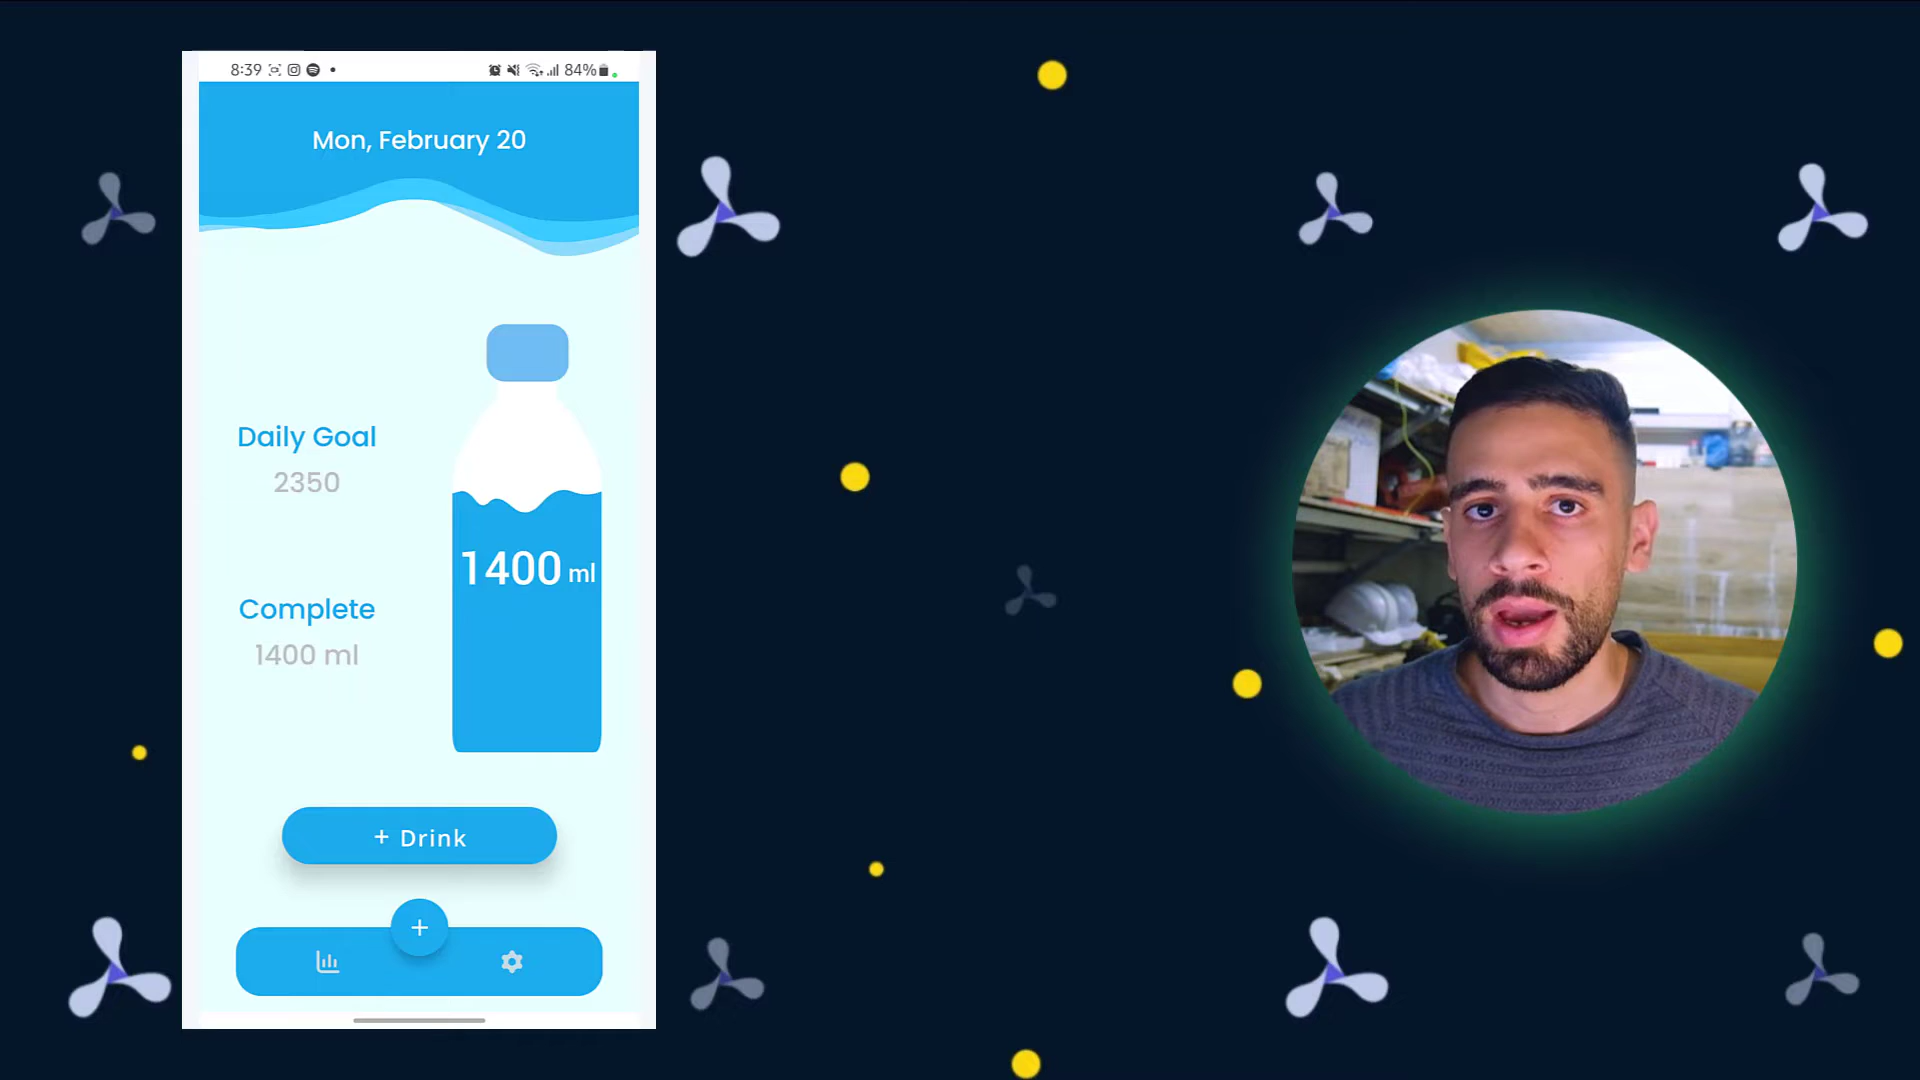 8:39
84%
Mon, February 20
Daily Goal
2350
1400 ml
Complete
1400 ml
+ Drink
+